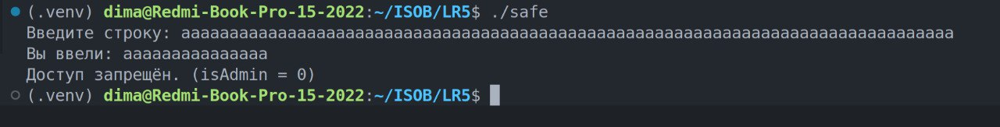 (.venv) dima@Redmi-Book-Pro-15-2022:~/ISOB/LR5$ ./safe
Введите строку: aaaaaaaaaaaaaaaaaaaaaaaaaaaaaaaaaaaaaaaaaaaaaaaaaaaaaaaaaaaaaaaaaaaaaaaaaaaaaaaa
Вы ввели: aaaaaaaaaaaaaaa
Доступ запрещён. (isAdmin = 0)
(.venv) dima@Redmi-Book-Pro-15-2022:~/ISOB/LR5$